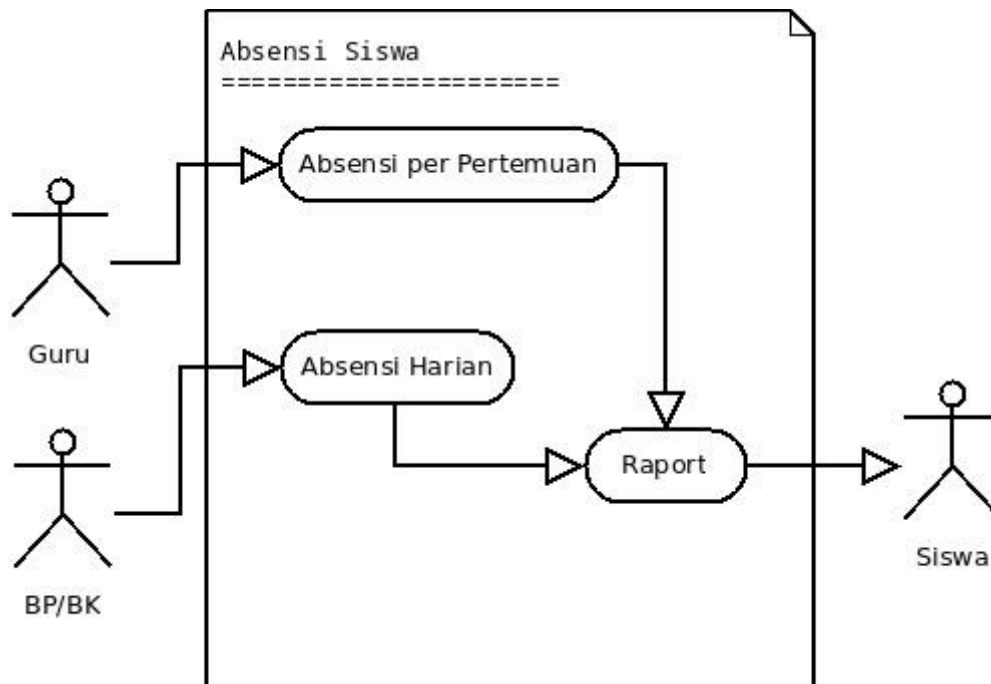 Absensi Siswa
======================
Absensi per Pertemuan
Guru
Absensi Harian
Raport
BP/BK
Siswa